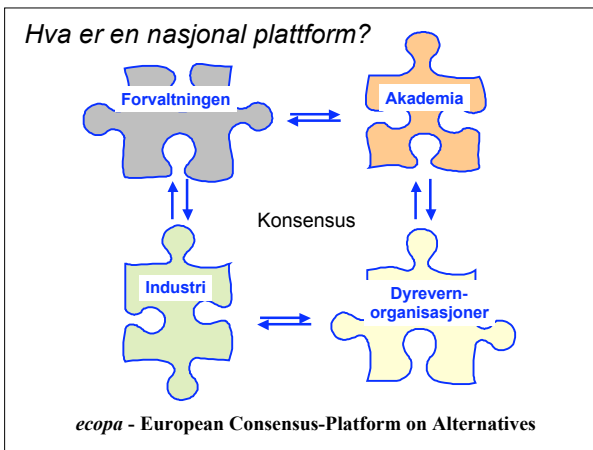 Hva er en nasjonal plattform?
Forvaltningen
Akademia
Konsensus
Industri
Dyrevern-
organisasjoner
ecopa - European Consensus-Platform on Alternatives